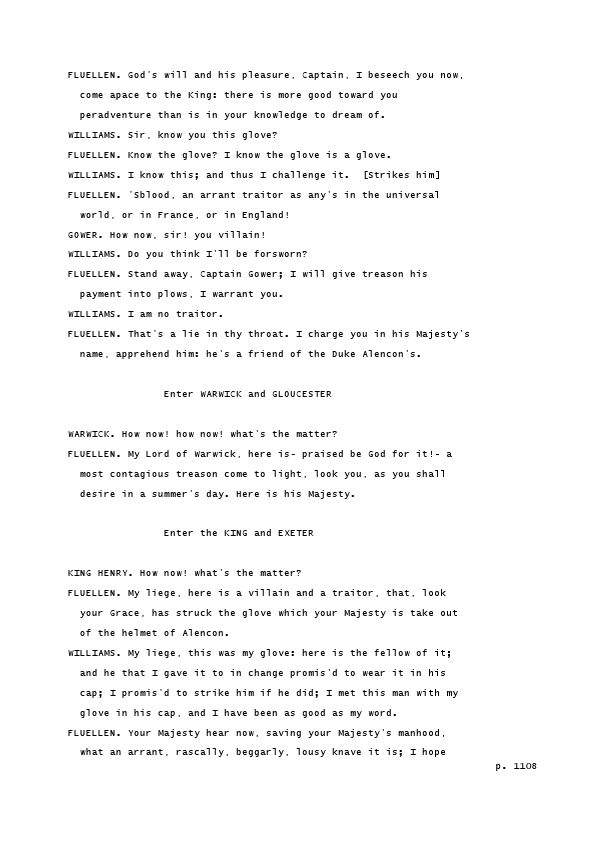 FLUELLEN. God's will and his pleasure, Captain, I beseech you now,
come apace to the King: there is more good toward you
peradventure than is in your knowledge to dream of.
WILLIAMS. Sir, know you this glove?
FLUELLEN. Know the glove? I know the glove is a glove.
WILLIAMS. I know this; and thus I challenge it.  [Strikes him]
FLUELLEN. 'Sblood, an arrant traitor as any's in the universal
world, or in France, or in England!
GOWER. How now, sir! you villain!
WILLIAMS. Do you think I'll be forsworn?
FLUELLEN. Stand away, Captain Gower; I will give treason his
payment into plows, I warrant you.
WILLIAMS. I am no traitor.
FLUELLEN. That's a lie in thy throat. I charge you in his Majesty's
name, apprehend him: he's a friend of the Duke Alencon's.
Enter WARWICK and GLOUCESTER
WARWICK. How now! how now! what's the matter?
FLUELLEN. My Lord of Warwick, here is- praised be God for it!- a
most contagious treason come to light, look you, as you shall
desire in a summer's day. Here is his Majesty.
Enter the KING and EXETER
KING HENRY. How now! what's the matter?
FLUELLEN. My liege, here is a villain and a traitor, that, look
your Grace, has struck the glove which your Majesty is take out
of the helmet of Alencon.
WILLIAMS. My liege, this was my glove: here is the fellow of it;
and he that I gave it to in change promis'd to wear it in his
cap; I promis'd to strike him if he did; I met this man with my
glove in his cap, and I have been as good as my word.
FLUELLEN. Your Majesty hear now, saving your Majesty's manhood,
what an arrant, rascally, beggarly, lousy knave it is; I hope
p. 1108